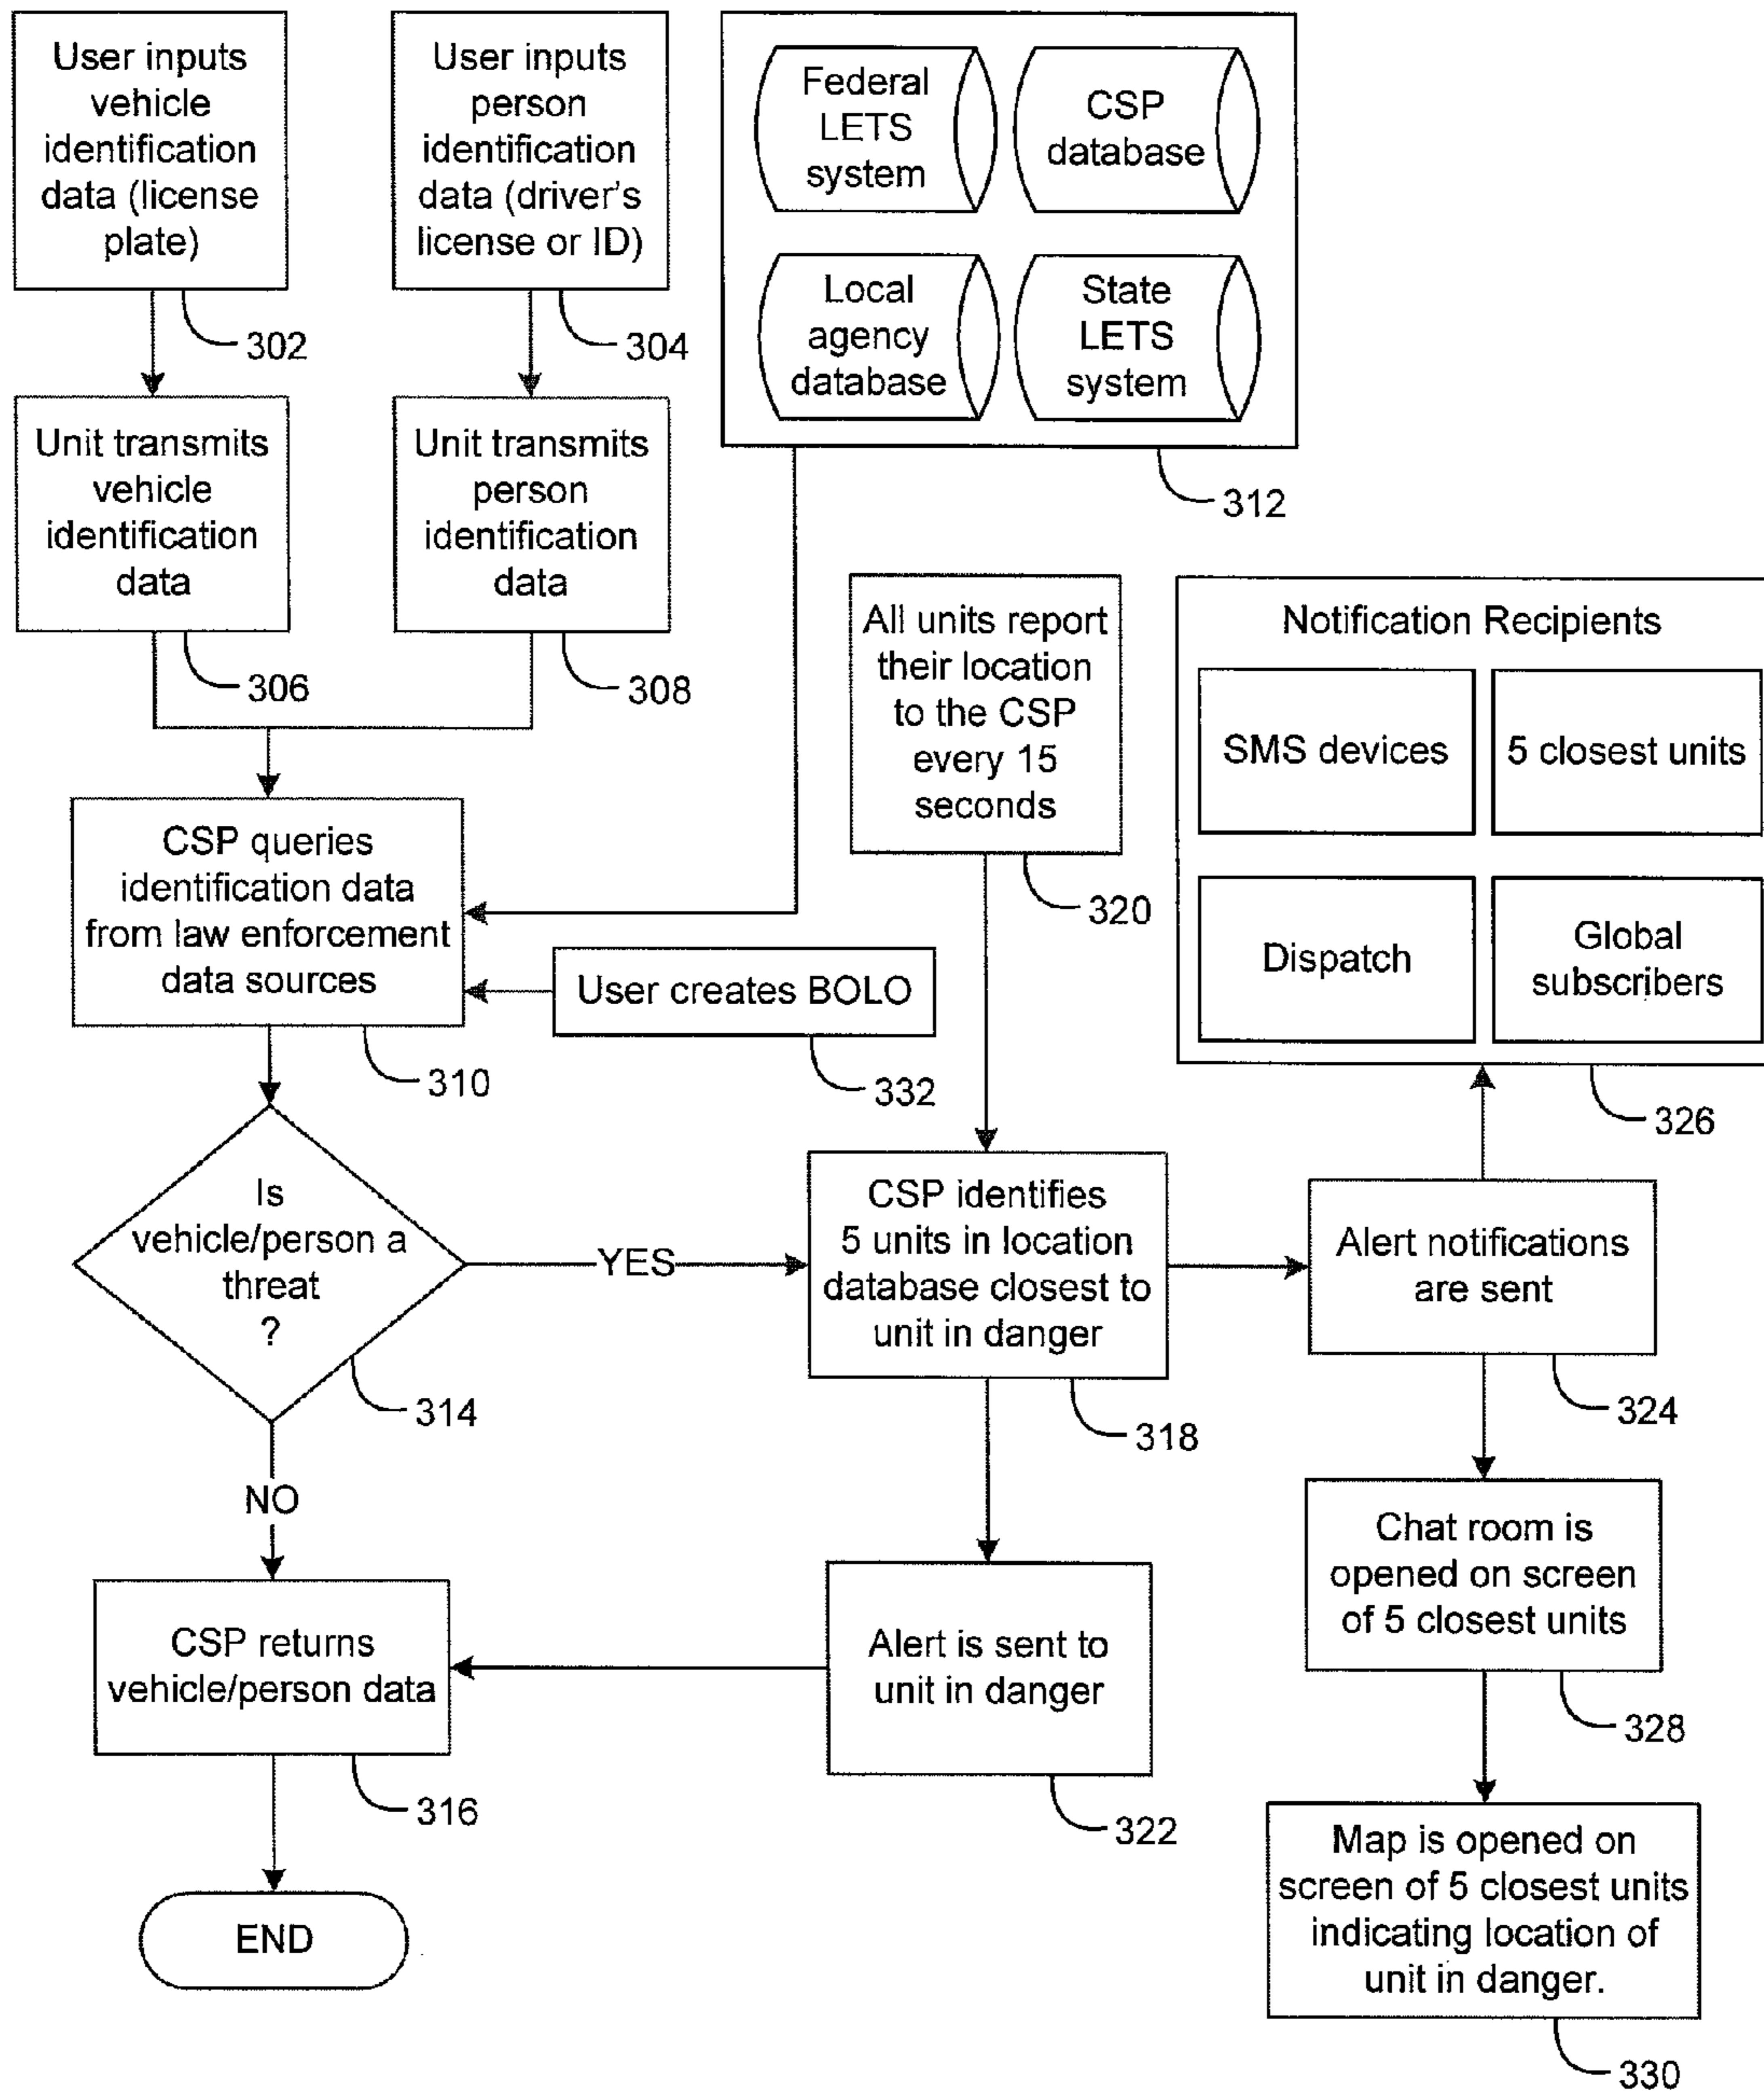 User inputs
vehicle
identification
data (license
plate)
302
User inputs
person
identification
data (driver's
license or ID)
304
Federal
LETS
system
CSP
database
Local
agency
database
State
LETS
system
312
Unit transmits
vehicle
identification
data
306
Unit transmits
person
identification
data
308
All units report
their location
to the CSP
every 15
seconds
320
Notification Recipients
SMS devices
5 closest units
Dispatch
Global
subscribers
326
CSP queries
identification data
from law enforcement
data sources
310
User creates BOLO
332
Is
vehicle/person a
threat
?
314
YES
NO
CSP identifies
5 units in location
database closest to
unit in danger
318
Alert notifications
are sent
324
Chat room is
opened on screen
of 5 closest units
328
CSP returns
vehicle/person data
316
Alert is sent to
unit in danger
322
Map is opened on
screen of 5 closest units
indicating location of
unit in danger.
330
END